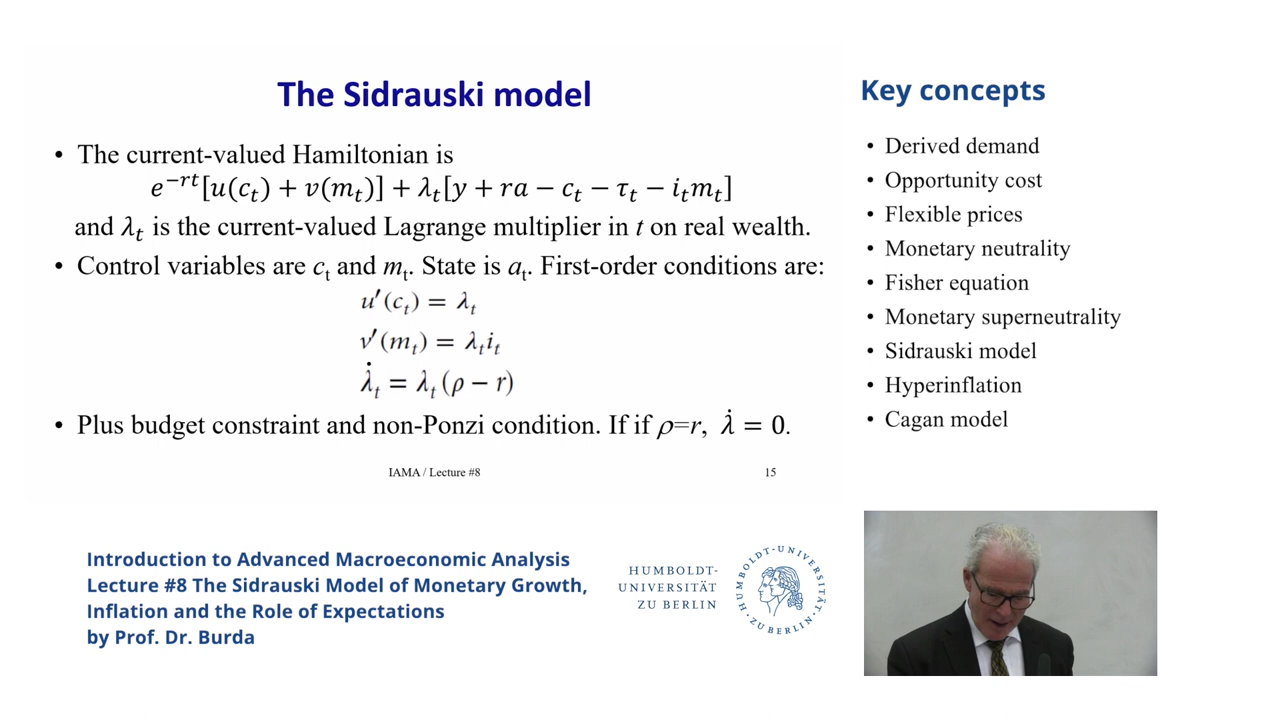 The Sidrauski model
• The current-valued Hamiltonian is
e^{-rt}[u(c_t) + v(m_t)] + λ_t[y + ra − c_t − τ_t − i_t m_t]
and λ_t is the current-valued Lagrange multiplier in t on real wealth.
• Control variables are c_t and m_t. State is a_t. First-order conditions are:
u′(c_t) = λ_t
v′(m_t) = λ_t i_t
λ̇_t = λ_t (ρ − r)
• Plus budget constraint and non-Ponzi condition. If if ρ=r, λ̇ = 0.
IAMA / Lecture #8
15
Key concepts
• Derived demand
• Opportunity cost
• Flexible prices
• Monetary neutrality
• Fisher equation
• Monetary superneutrality
• Sidrauski model
• Hyperinflation
• Cagan model
Introduction to Advanced Macroeconomic Analysis
Lecture #8 The Sidrauski Model of Monetary Growth,
Inflation and the Role of Expectations
by Prof. Dr. Burda
HUMBOLDT-
UNIVERSITÄT
ZU BERLIN
HUMBOLDT-UNIVERSITÄT
ZU BERLIN